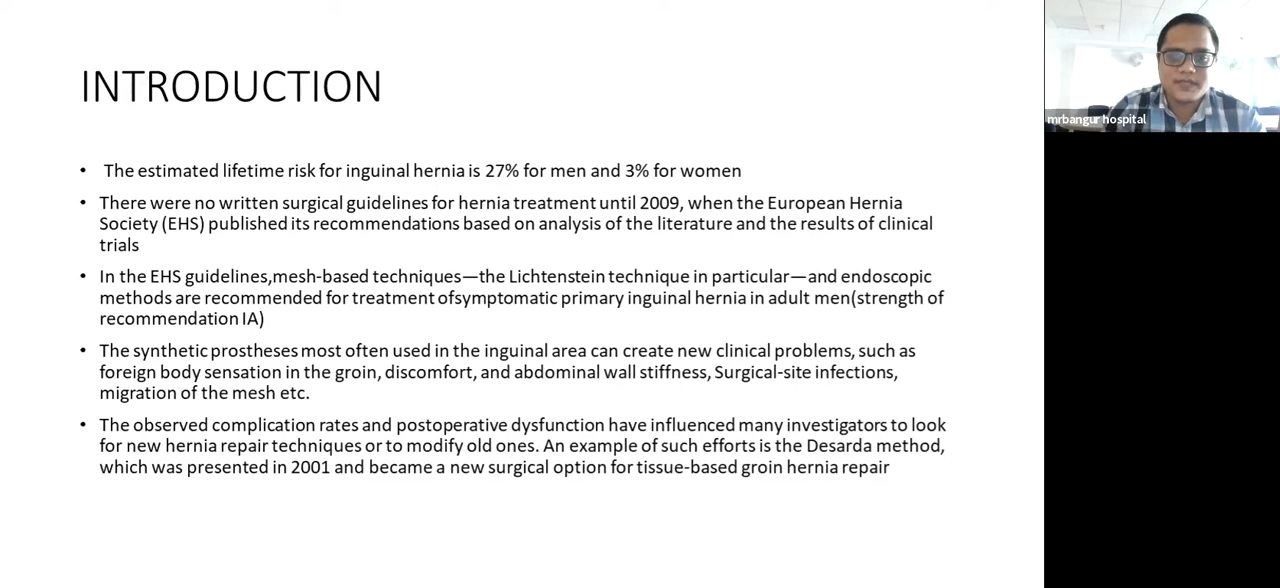 INTRODUCTION
• The estimated lifetime risk for inguinal hernia is 27% for men and 3% for women
• There were no written surgical guidelines for hernia treatment until 2009, when the European Hernia
Society (EHS) published its recommendations based on analysis of the literature and the results of clinical
trials
• In the EHS guidelines,mesh-based techniques—the Lichtenstein technique in particular—and endoscopic
methods are recommended for treatment ofsymptomatic primary inguinal hernia in adult men(strength of
recommendation IA)
• The synthetic prostheses most often used in the inguinal area can create new clinical problems, such as
foreign body sensation in the groin, discomfort, and abdominal wall stiffness, Surgical-site infections,
migration of the mesh etc.
• The observed complication rates and postoperative dysfunction have influenced many investigators to look
for new hernia repair techniques or to modify old ones. An example of such efforts is the Desarda method,
which was presented in 2001 and became a new surgical option for tissue-based groin hernia repair
mrbangur hospital